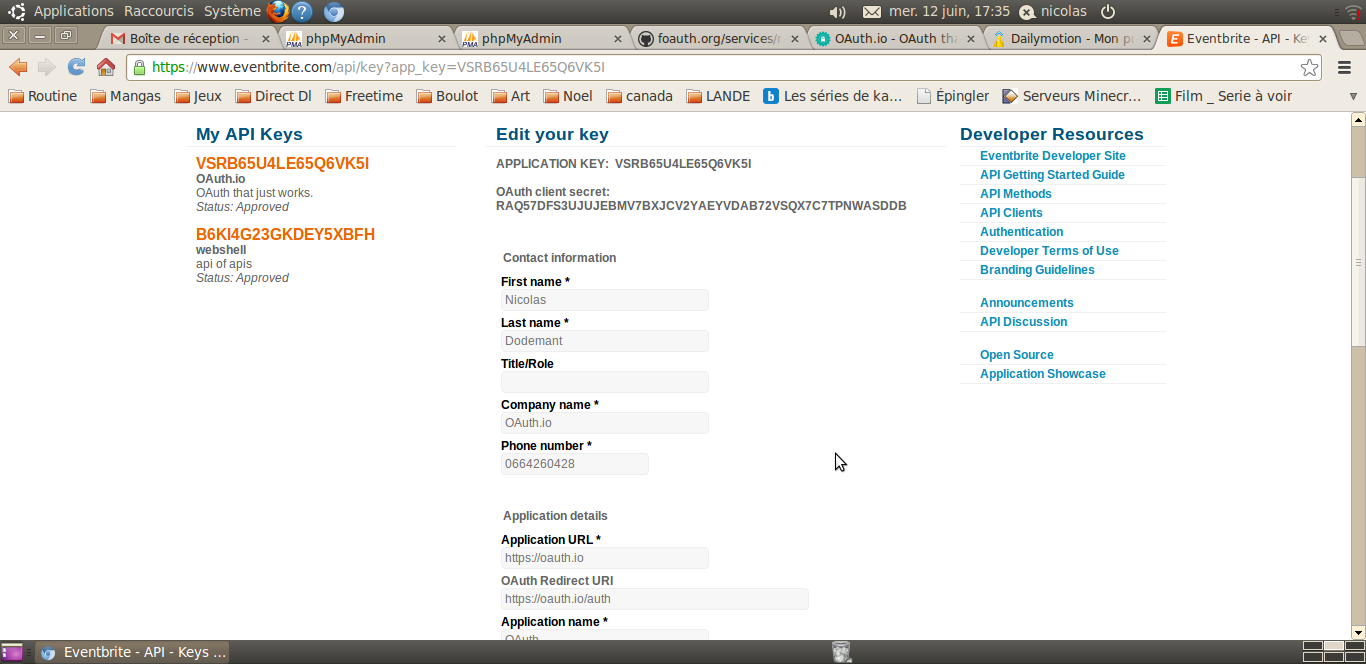 Applications Raccourcis Système mer. 12 juin, 17:35 nicolas
Boîte de réception - phpMyAdmin phpMyAdmin foauth.org/services/r OAuth.io - OAuth tha Dailymotion - Mon p Eventbrite - API - Ke
https://www.eventbrite.com/api/key?app_key=VSRB65U4LE65Q6VK5I
Routine Mangas Jeux Direct Dl Freetime Boulot Art Noel canada LANDE Les séries de ka... Épingler Serveurs Minecr... Film _ Serie à voir
My API Keys
VSRB65U4LE65Q6VK5I
OAuth.io
OAuth that just works.
Status: Approved
B6KI4G23GKDEY5XBFH
webshell
api of apis
Status: Approved
Edit your key
APPLICATION KEY: VSRB65U4LE65Q6VK5I
OAuth client secret:
RAQ57DFS3UJUJEBMV7BXJCV2YAEYVDAB72VSQX7C7TPNWASDDB
Contact information
First name *
Nicolas
Last name *
Dodemant
Title/Role
Company name *
OAuth.io
Phone number *
0664260428
Application details
Application URL *
https://oauth.io
OAuth Redirect URI
https://oauth.io/auth
Application name *
OAuth
Developer Resources
Eventbrite Developer Site
API Getting Started Guide
API Methods
API Clients
Authentication
Developer Terms of Use
Branding Guidelines
Announcements
API Discussion
Open Source
Application Showcase
Eventbrite - API - Keys ...